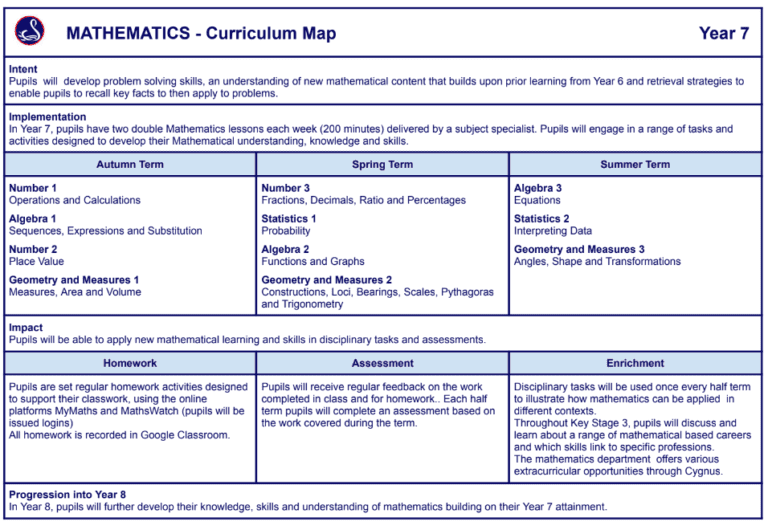 MATHEMATICS - Curriculum Map
Year 7
Intent
Pupils will develop problem solving skills, an understanding of new mathematical content that builds upon prior learning from Year 6 and retrieval strategies to
enable pupils to recall key facts to then apply to problems.
Implementation
In Year 7, pupils have two double Mathematics lessons each week (200 minutes) delivered by a subject specialist. Pupils will engage in a range of tasks and
activities designed to develop their Mathematical understanding, knowledge and skills.
Autumn Term
Number 1
Operations and Calculations
Algebra 1
Sequences, Expressions and Substitution
Number 2
Place Value
Geometry and Measures 1
Measures, Area and Volume
Spring Term
Number 3
Fractions, Decimals, Ratio and Percentages
Statistics 1
Probability
Algebra 2
Functions and Graphs
Geometry and Measures 2
Constructions, Loci, Bearings, Scales, Pythagoras
and Trigonometry
Summer Term
Algebra 3
Equations
Statistics 2
Interpreting Data
Geometry and Measures 3
Angles, Shape and Transformations
Impact
Pupils will be able to apply new mathematical learning and skills in disciplinary tasks and assessments.
Homework
Pupils are set regular homework activities designed
to support their classwork, using the online
platforms MyMaths and MathsWatch (pupils will be
issued logins)
All homework is recorded in Google Classroom.
Assessment
Pupils will receive regular feedback on the work
completed in class and for homework.. Each half
term pupils will complete an assessment based on
the work covered during the term.
Enrichment
Disciplinary tasks will be used once every half term
to illustrate how mathematics can be applied in
different contexts.
Throughout Key Stage 3, pupils will discuss and
learn about a range of mathematical based careers
and which skills link to specific professions.
The mathematics department offers various
extracurricular opportunities through Cygnus.
Progression into Year 8
In Year 8, pupils will further develop their knowledge, skills and understanding of mathematics building on their Year 7 attainment.